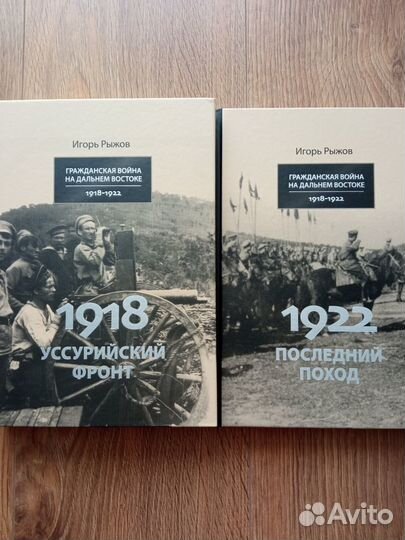 Игорь Рыжов
ГРАЖДАНСКАЯ ВОЙНА
НА ДАЛЬНЕМ ВОСТОКЕ
1918-1922
1918
УССУРИЙСКИЙ
ФРОНТ
Игорь Рыжов
ГРАЖДАНСКАЯ ВОЙНА
НА ДАЛЬНЕМ ВОСТОКЕ
1918-1922
1922
ПОСЛЕДНИЙ
ПОХОД
Avito